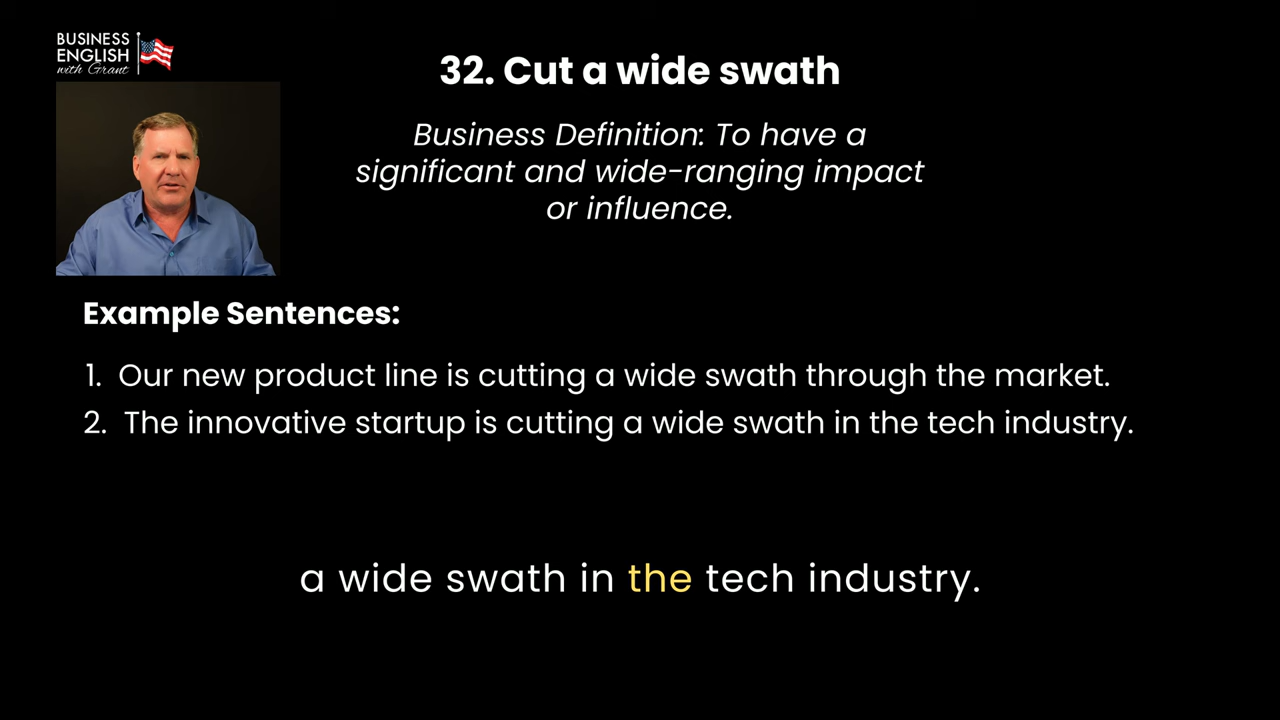 BUSINESS
ENGLISH
with Grant
32. Cut a wide swath
Business Definition: To have a
significant and wide-ranging impact
or influence.
Example Sentences:
1. Our new product line is cutting a wide swath through the market.
2. The innovative startup is cutting a wide swath in the tech industry.
a wide swath in the tech industry.